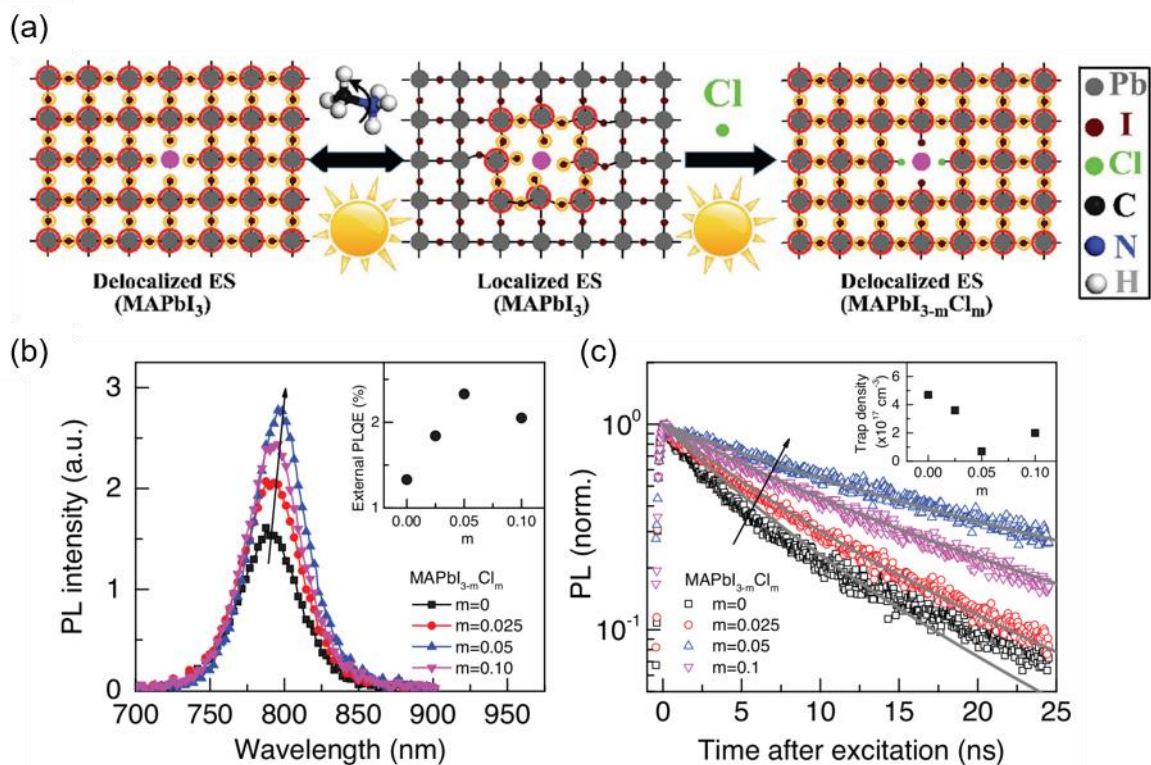 (a)
Cl
Pb
I
Cl
C
N
H
Delocalized ES
(MAPbI3)
Localized ES
(MAPbI3)
Delocalized ES
(MAPbI3-mClm)
(b)
PL intensity (a.u.)
3
2
1
0
700 750 800 850 900 950
Wavelength (nm)
External PLQE (%)
2
1
0.00 0.05 0.10
m
MAPbI3-mClm
m=0
m=0.025
m=0.05
m=0.10
(c)
PL (norm.)
10^0
10^-1
0 5 10 15 20 25
Time after excitation (ns)
Trap density
(x10^17 cm^-3)
6
4
2
0
0.00 0.05 0.10
m
MAPbI3-mClm
m=0
m=0.025
m=0.05
m=0.1